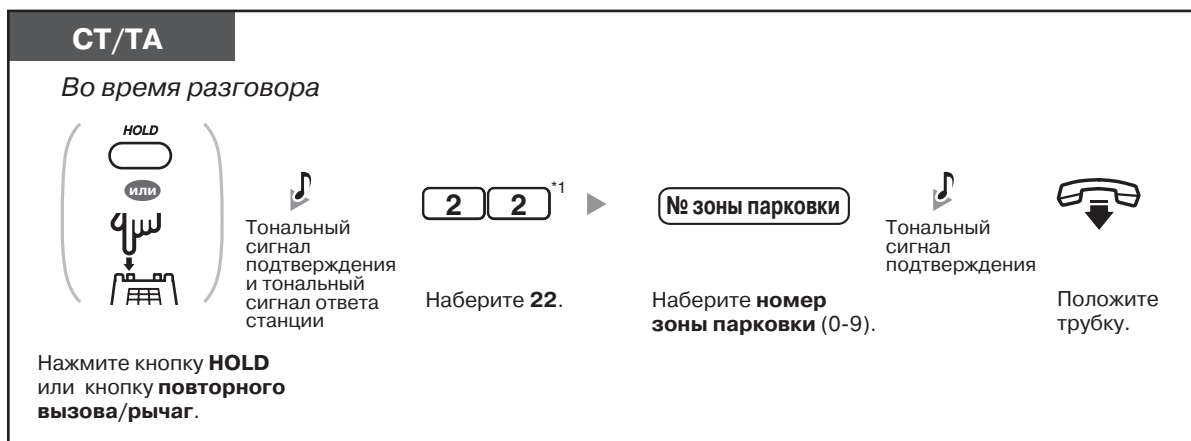 СТ/ТА
Во время разговора
HOLD
или
Нажмите кнопку HOLD
или кнопку повторного
вызова/рычаг.
Тональный
сигнал
подтверждения
и тональный
сигнал ответа
станции
2 2 *1
Наберите 22.
№ зоны парковки
Наберите номер
зоны парковки (0-9).
Тональный
сигнал
подтверждения
Положите
трубку.